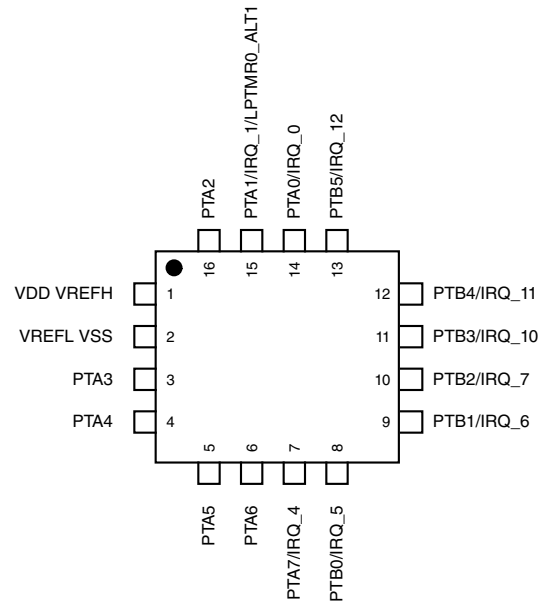 PTA2
PTA1/IRQ_1/LPTMR0_ALT1
PTA0/IRQ_0
PTB5/IRQ_12
16
15
14
13
VDD VREFH
1
12
PTB4/IRQ_11
VREFL VSS
2
11
PTB3/IRQ_10
PTA3
3
10
PTB2/IRQ_7
PTA4
4
9
PTB1/IRQ_6
5
6
7
8
PTA5
PTA6
PTA7/IRQ_4
PTB0/IRQ_5